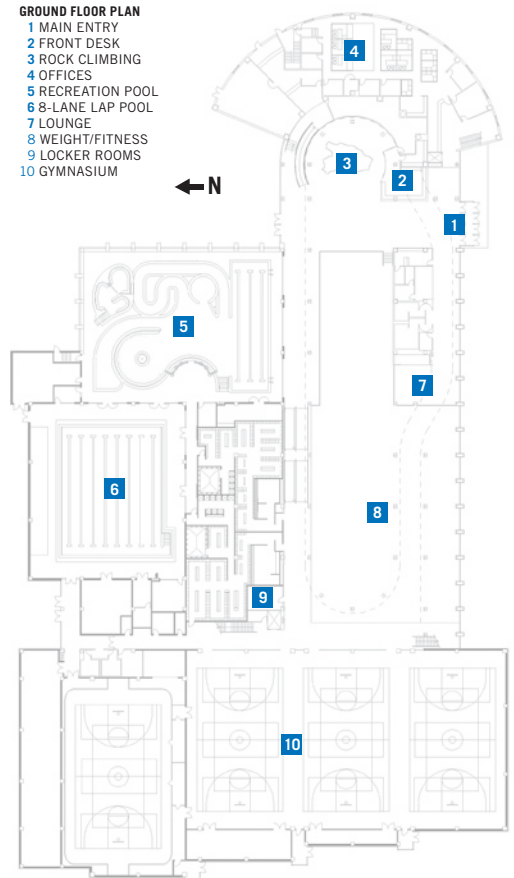 GROUND FLOOR PLAN
1 MAIN ENTRY
2 FRONT DESK
3 ROCK CLIMBING
4 OFFICES
5 RECREATION POOL
6 8-LANE LAP POOL
7 LOUNGE
8 WEIGHT/FITNESS
9 LOCKER ROOMS
10 GYMNASIUM
N
4
3
2
1
5
7
6
8
9
10